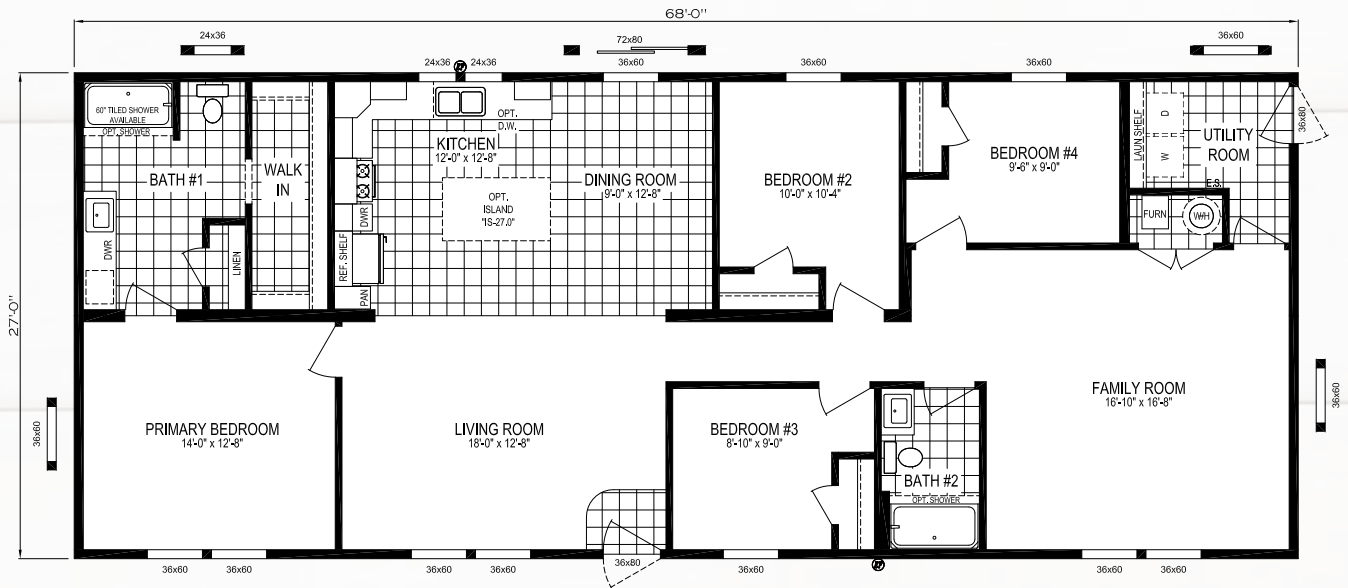 68'-0"
24x36
72x80
36x60
24x36
24x36
36x60
36x60
36x60
60" TILED SHOWER
AVAILABLE
OPT. SHOWER
BATH #1
DWR
LINEN
WALK
IN
KITCHEN
12'-0" x 12'-8"
OPT.
D.W.
OPT.
ISLAND
"IS-27.0"
DWR
REF. SHELF
PAN
DINING ROOM
9'-0" x 12'-8"
BEDROOM #2
10'-0" x 10'-4"
BEDROOM #4
9'-6" x 9'-0"
LAUN SHELF
D
W
UTILITY
ROOM
E.S.
FURN
W/H
36x80
27'-0"
36x60
PRIMARY BEDROOM
14'-0" x 12'-8"
LIVING ROOM
18'-0" x 12'-8"
BEDROOM #3
8'-10" x 9'-0"
BATH #2
OPT. SHOWER
FAMILY ROOM
16'-10" x 16'-8"
36x60
36x60
36x60
36x60
36x60
36x80
36x60
36x60
36x60